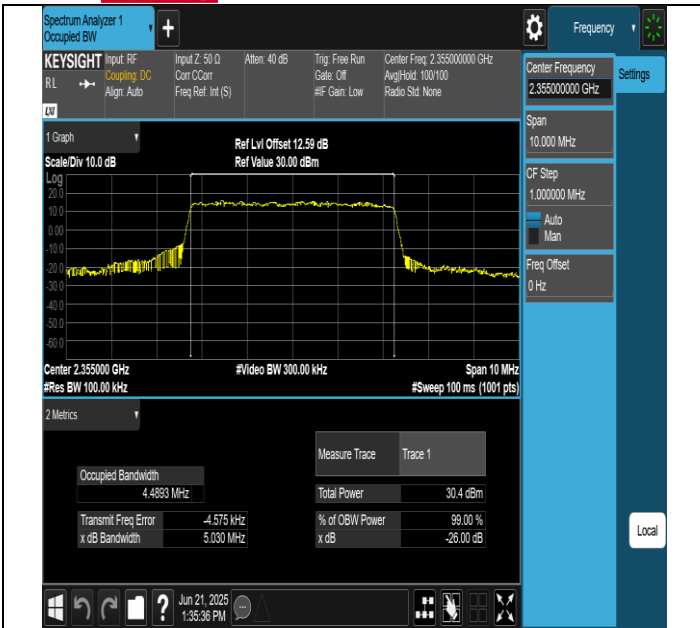 Spectrum Analyzer 1
Occupied BW
Frequency
KEYSIGHT
RL
LXI
Input: RF
Coupling: DC
Align: Auto
Input Z: 50 Ω
Corr CCorr
Freq Ref: Int (S)
Atten: 40 dB
Trig: Free Run
Gate: Off
#IF Gain: Low
Center Freq: 2.355000000 GHz
Avg|Hold: 100/100
Radio Std: None
Center Frequency
2.355000000 GHz
Settings
Span
10.000 MHz
CF Step
1.000000 MHz
Auto
Man
Freq Offset
0 Hz
1 Graph
Scale/Div 10.0 dB
Ref Lvl Offset 12.59 dB
Ref Value 30.00 dBm
Log
20.0
10.0
0.00
-10.0
-20.0
-30.0
-40.0
-50.0
-60.0
Center 2.355000 GHz
#Res BW 100.00 kHz
#Video BW 300.00 kHz
Span 10 MHz
#Sweep 100 ms (1001 pts)
2 Metrics
Measure Trace Trace 1
Occupied Bandwidth
4.4893 MHz
Total Power 30.4 dBm
Transmit Freq Error -4.575 kHz
% of OBW Power 99.00 %
x dB Bandwidth 5.030 MHz
x dB -26.00 dB
Local
Jun 21, 2025
1:35:36 PM